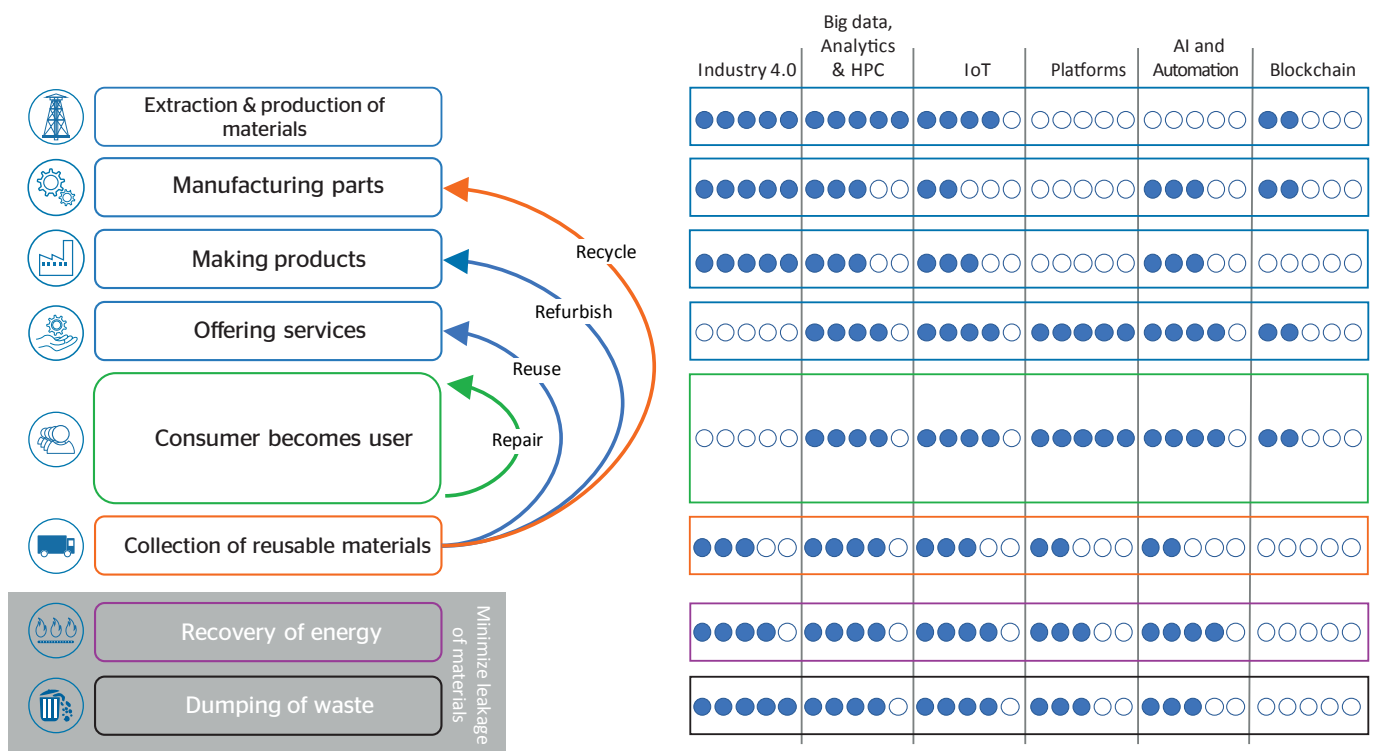 Big data,
Analytics
& HPC
AI and
Automation
Industry 4.0
IoT
Platforms
Blockchain
Extraction & production of
materials
Manufacturing parts
Recycle
Making products
Refurbish
Offering services
Reuse
Consumer becomes user
Repair
Collection of reusable materials
Recovery of energy
Dumping of waste
Minimize leakage
of materials